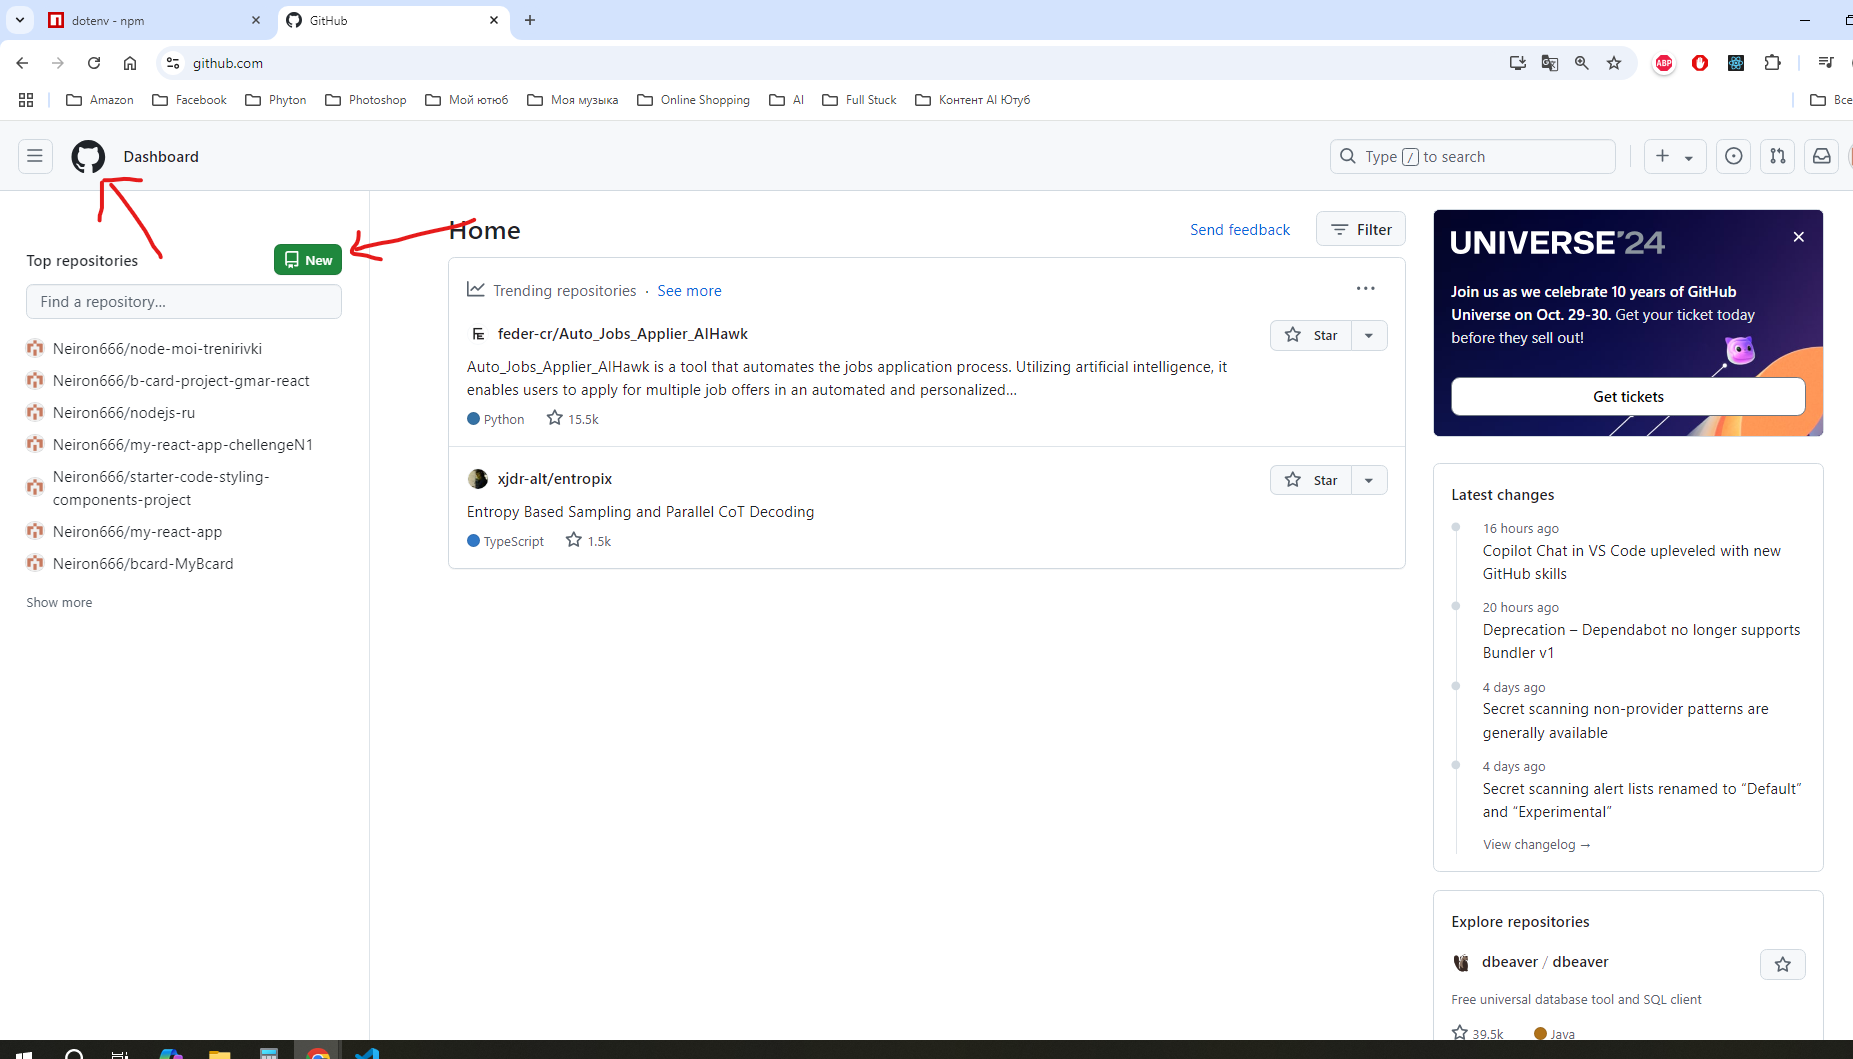 dotenv - npm
GitHub
github.com
Amazon
Facebook
Phyton
Photoshop
Мой ютюб
Моя музыка
Online Shopping
AI
Full Stuck
Контент AI Ютуб
Все
Dashboard
Type / to search
Top repositories
New
Find a repository...
Neiron666/node-moi-trenirivki
Neiron666/b-card-project-gmar-react
Neiron666/nodejs-ru
Neiron666/my-react-app-chellengeN1
Neiron666/starter-code-styling-
components-project
Neiron666/my-react-app
Neiron666/bcard-MyBcard
Show more
Home
Send feedback
Filter
Trending repositories · See more
feder-cr/Auto_Jobs_Applier_AIHawk
Star
Auto_Jobs_Applier_AIHawk is a tool that automates the jobs application process. Utilizing artificial intelligence, it
enables users to apply for multiple job offers in an automated and personalized...
Python 15.5k
xjdr-alt/entropix
Star
Entropy Based Sampling and Parallel CoT Decoding
TypeScript 1.5k
UNIVERSE'24
Join us as we celebrate 10 years of GitHub
Universe on Oct. 29-30. Get your ticket today
before they sell out!
Get tickets
Latest changes
16 hours ago
Copilot Chat in VS Code upleveled with new
GitHub skills
20 hours ago
Deprecation – Dependabot no longer supports
Bundler v1
4 days ago
Secret scanning non-provider patterns are
generally available
4 days ago
Secret scanning alert lists renamed to “Default”
and “Experimental”
View changelog →
Explore repositories
dbeaver / dbeaver
Free universal database tool and SQL client
39.5k Java
ABP